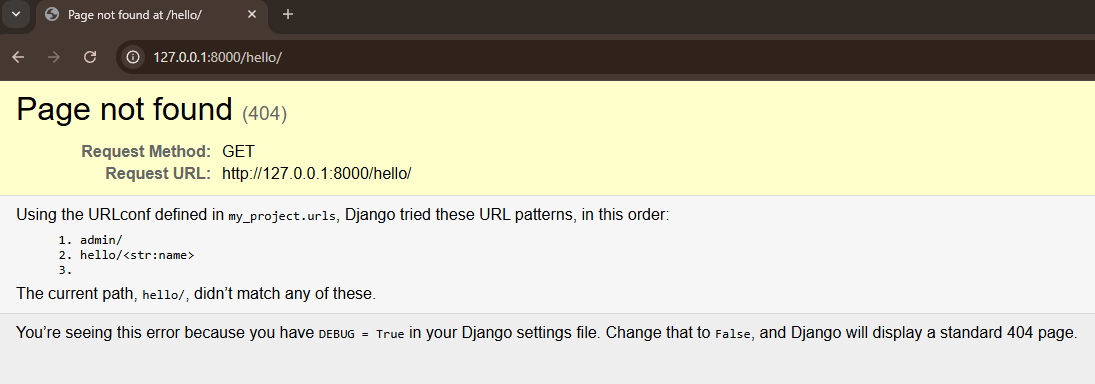 Page not found at /hello/
127.0.0.1:8000/hello/
Page not found (404)
Request Method: GET
Request URL: http://127.0.0.1:8000/hello/
Using the URLconf defined in my_project.urls, Django tried these URL patterns, in this order:
1. admin/
2. hello/<str:name>
3.
The current path, hello/, didn’t match any of these.
You’re seeing this error because you have DEBUG = True in your Django settings file. Change that to False, and Django will display a standard 404 page.